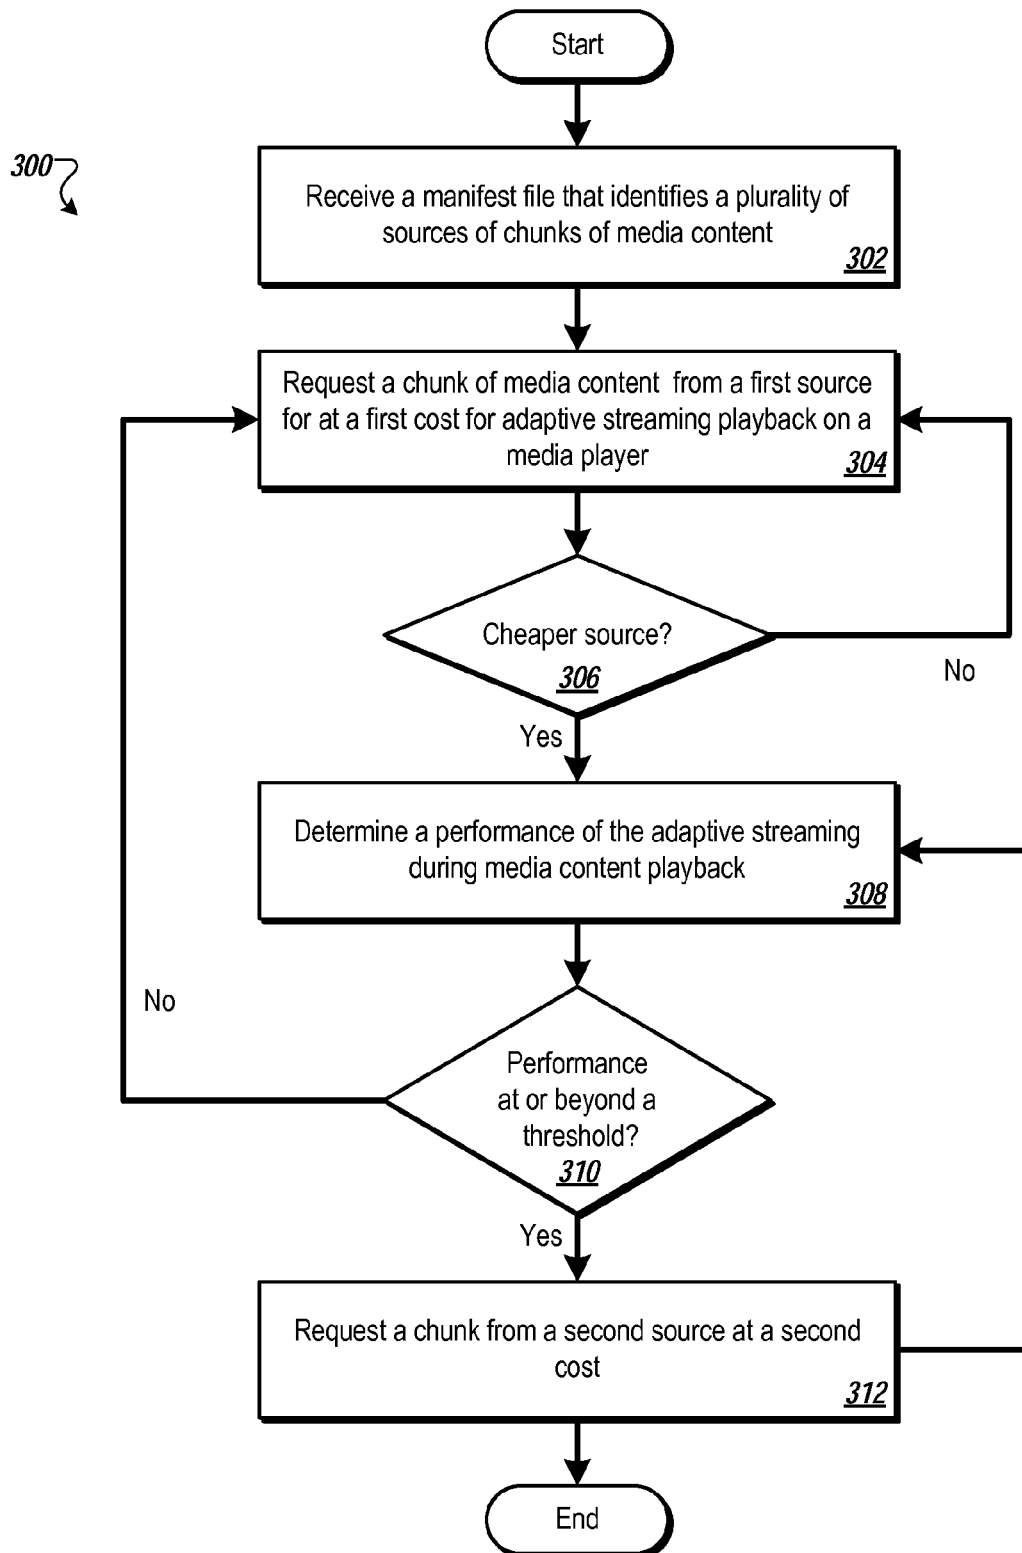 Start
300
Receive a manifest file that identifies a plurality of
sources of chunks of media content
302
Request a chunk of media content from a first source
for at a first cost for adaptive streaming playback on a
media player
304
Cheaper source?
306
No
Yes
Determine a performance of the adaptive streaming
during media content playback
308
No
Performance
at or beyond a
threshold?
310
Yes
Request a chunk from a second source at a second
cost
312
End